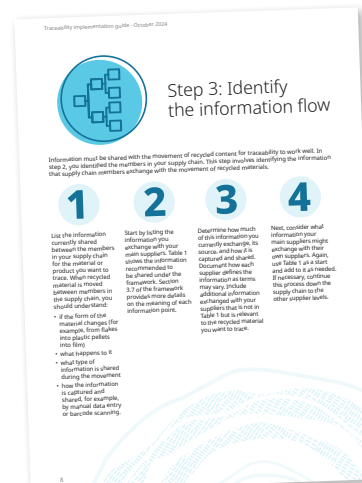 Traceability implementation guide - October 2024
Step 3: Identify
the information flow
Information must be shared with the movement of recycled content for traceability to work well. In
step 2, you identified the members in your supply chain. This step involves identifying the information
that supply chain members exchange with the movement of recycled materials.
1
List the information
currently shared
between the members
in your supply chain
for the material or
product you want to
trace. When recycled
material is moved
between members in
the supply chain, you
should understand:
• if the form of the
material changes (for
example, from flakes
into plastic pellets
into film)
• what happens to it
• what type of
information is shared
during the movement
• how the information
is captured and
shared, for example,
by manual data entry
or barcode scanning.
2
Start by listing the
information you
exchange with your
main suppliers. Table 1
shows the information
recommended to
be shared under the
framework. Section
3.7 of the framework
provides more details
on the meaning of each
information point.
3
Determine how much
of this information you
currently exchange, its
source, and how it is
captured and shared.
Document how each
supplier defines the
information as terms
may vary. Include
additional information
exchanged with your
suppliers that is not in
Table 1 but is relevant
to the recycled material
you want to trace.
4
Next, consider what
information your
main suppliers might
exchange with their
own suppliers. Again,
use Table 1 as a start
and add to it as needed.
If necessary, continue
this process down the
supply chain to the
other supplier levels.
8